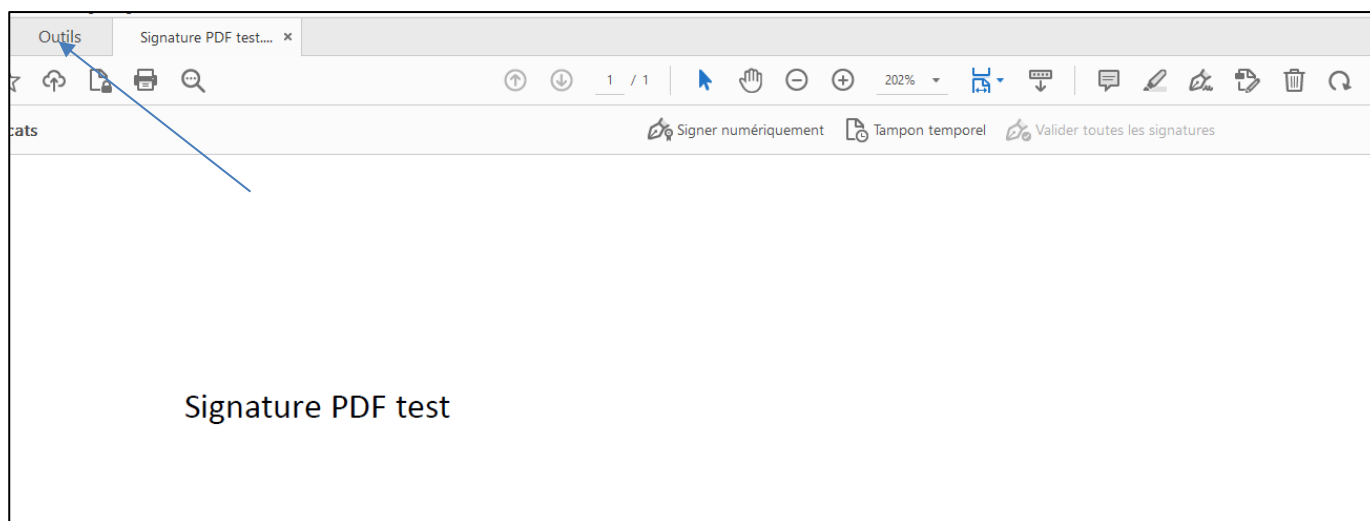 Outils Signature PDF test.... ×
1 / 1 202%
cats Signer numériquement Tampon temporel Valider toutes les signatures
Signature PDF test